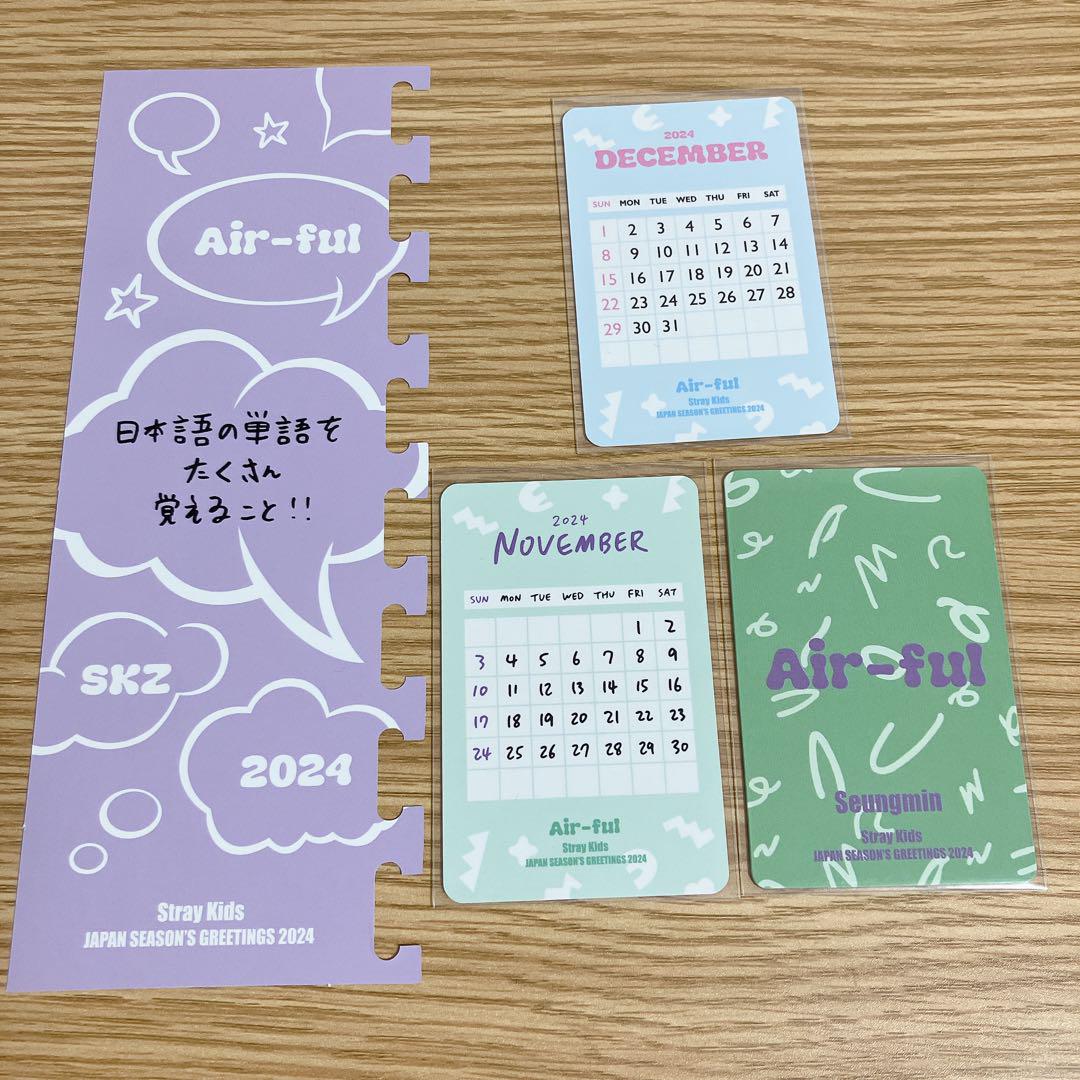 Air-ful
日本語の単語を
たくさん
覚えること!!
SKZ
2024
Stray Kids
JAPAN SEASON'S GREETINGS 2024
2024
DECEMBER
SUN MON TUE WED THU FRI SAT
1 2 3 4 5 6 7
8 9 10 11 12 13 14
15 16 17 18 19 20 21
22 23 24 25 26 27 28
29 30 31
Air-ful
Stray Kids
JAPAN SEASON'S GREETINGS 2024
2024
NOVEMBER
SUN MON TUE WED THU FRI SAT
1 2
3 4 5 6 7 8 9
10 11 12 13 14 15 16
17 18 19 20 21 22 23
24 25 26 27 28 29 30
Air-ful
Stray Kids
JAPAN SEASON'S GREETINGS 2024
Air-ful
Seungmin
Stray Kids
JAPAN SEASON'S GREETINGS 2024